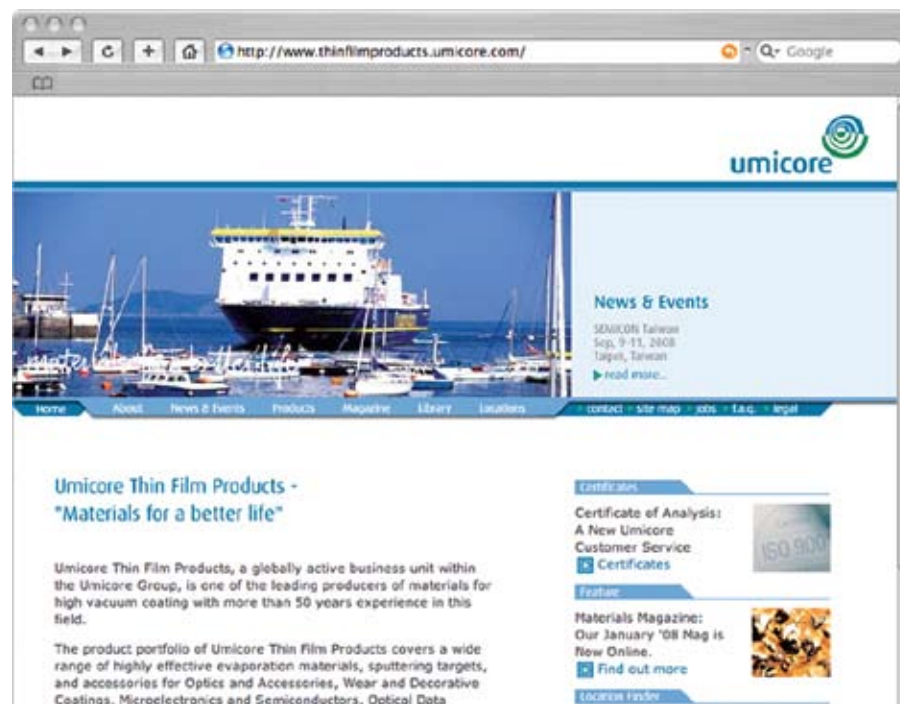 http://www.thinfilmproducts.umicore.com/
Google
umicore
News & Events
SEMICON Taiwan
Sep, 9-11, 2008
Taipei, Taiwan
read more...
Home About News & Events Products Magazine Library Locations contact site map jobs f.a.q. legal
Umicore Thin Film Products -
"Materials for a better life"
Umicore Thin Film Products, a globally active business unit within
the Umicore Group, is one of the leading producers of materials for
high vacuum coating with more than 50 years experience in this
field.
The product portfolio of Umicore Thin Film Products covers a wide
range of highly effective evaporation materials, sputtering targets,
and accessories for Optics and Accessories, Wear and Decorative
Coatings, Microelectronics and Semiconductors, Optical Data
Certificates
Certificate of Analysis:
A New Umicore
Customer Service
Certificates
ISO 900
Feature
Materials Magazine:
Our January '08 Mag is
Now Online.
Find out more
Location Finder